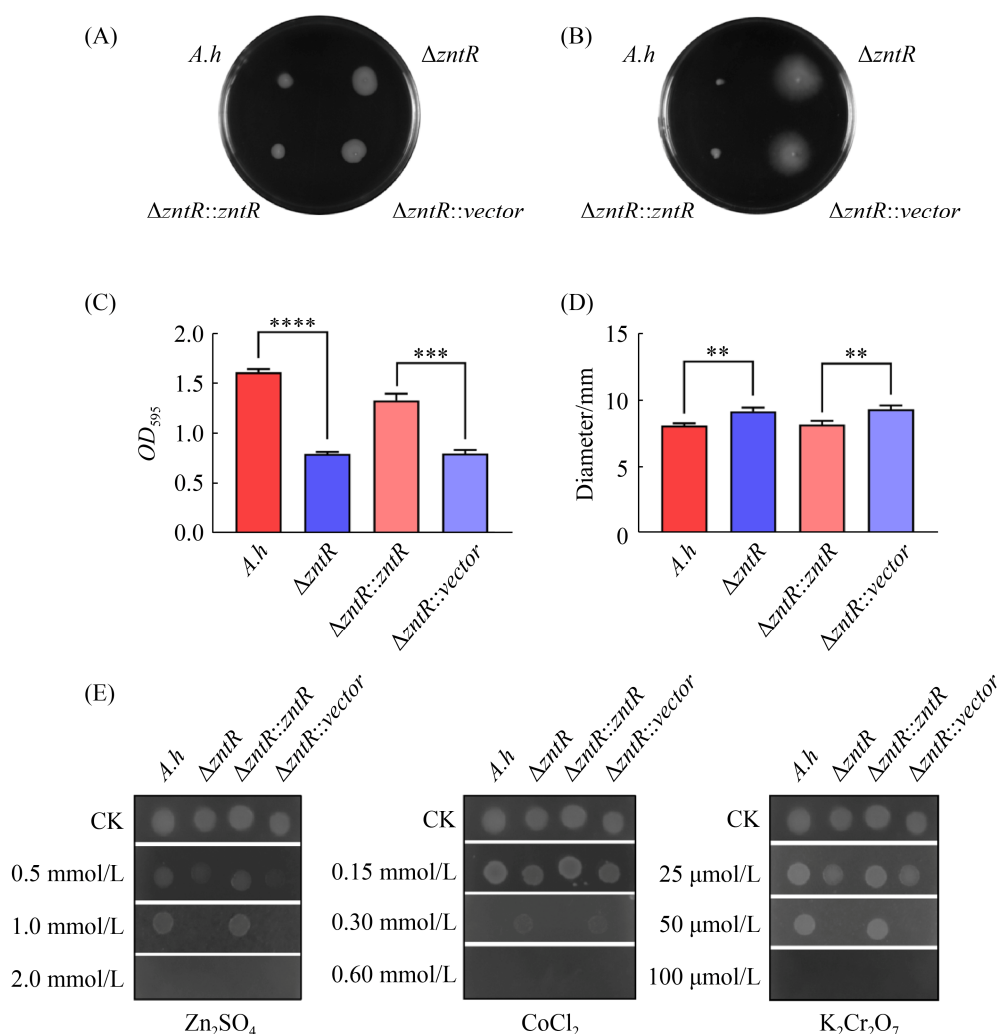 (A)
(B)
A.h
ΔzntR
A.h
ΔzntR
ΔzntR::zntR
ΔzntR::vector
ΔzntR::zntR
ΔzntR::vector
(C)
2.0
1.5
1.0
0.5
0.0
OD595
****
***
A.h
ΔzntR
ΔzntR::zntR
ΔzntR::vector
(D)
15
10
5
0
Diameter/mm
**
**
A.h
ΔzntR
ΔzntR::zntR
ΔzntR::vector
(E)
A.h
ΔzntR
ΔzntR::zntR
ΔzntR::vector
CK
0.5 mmol/L
1.0 mmol/L
2.0 mmol/L
Zn2SO4
A.h
ΔzntR
ΔzntR::zntR
ΔzntR::vector
CK
0.15 mmol/L
0.30 mmol/L
0.60 mmol/L
CoCl2
A.h
ΔzntR
ΔzntR::zntR
ΔzntR::vector
CK
25 μmol/L
50 μmol/L
100 μmol/L
K2Cr2O7